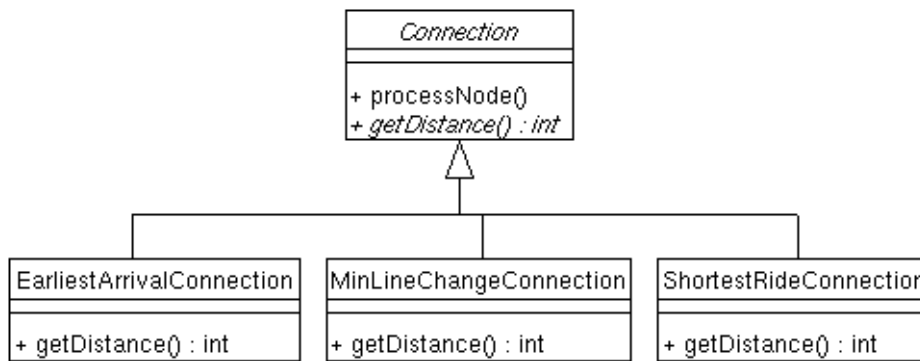 Connection
+ processNode()
+ getDistance() : int
EarliestArrivalConnection
+ getDistance() : int
MinLineChangeConnection
+ getDistance() : int
ShortestRideConnection
+ getDistance() : int